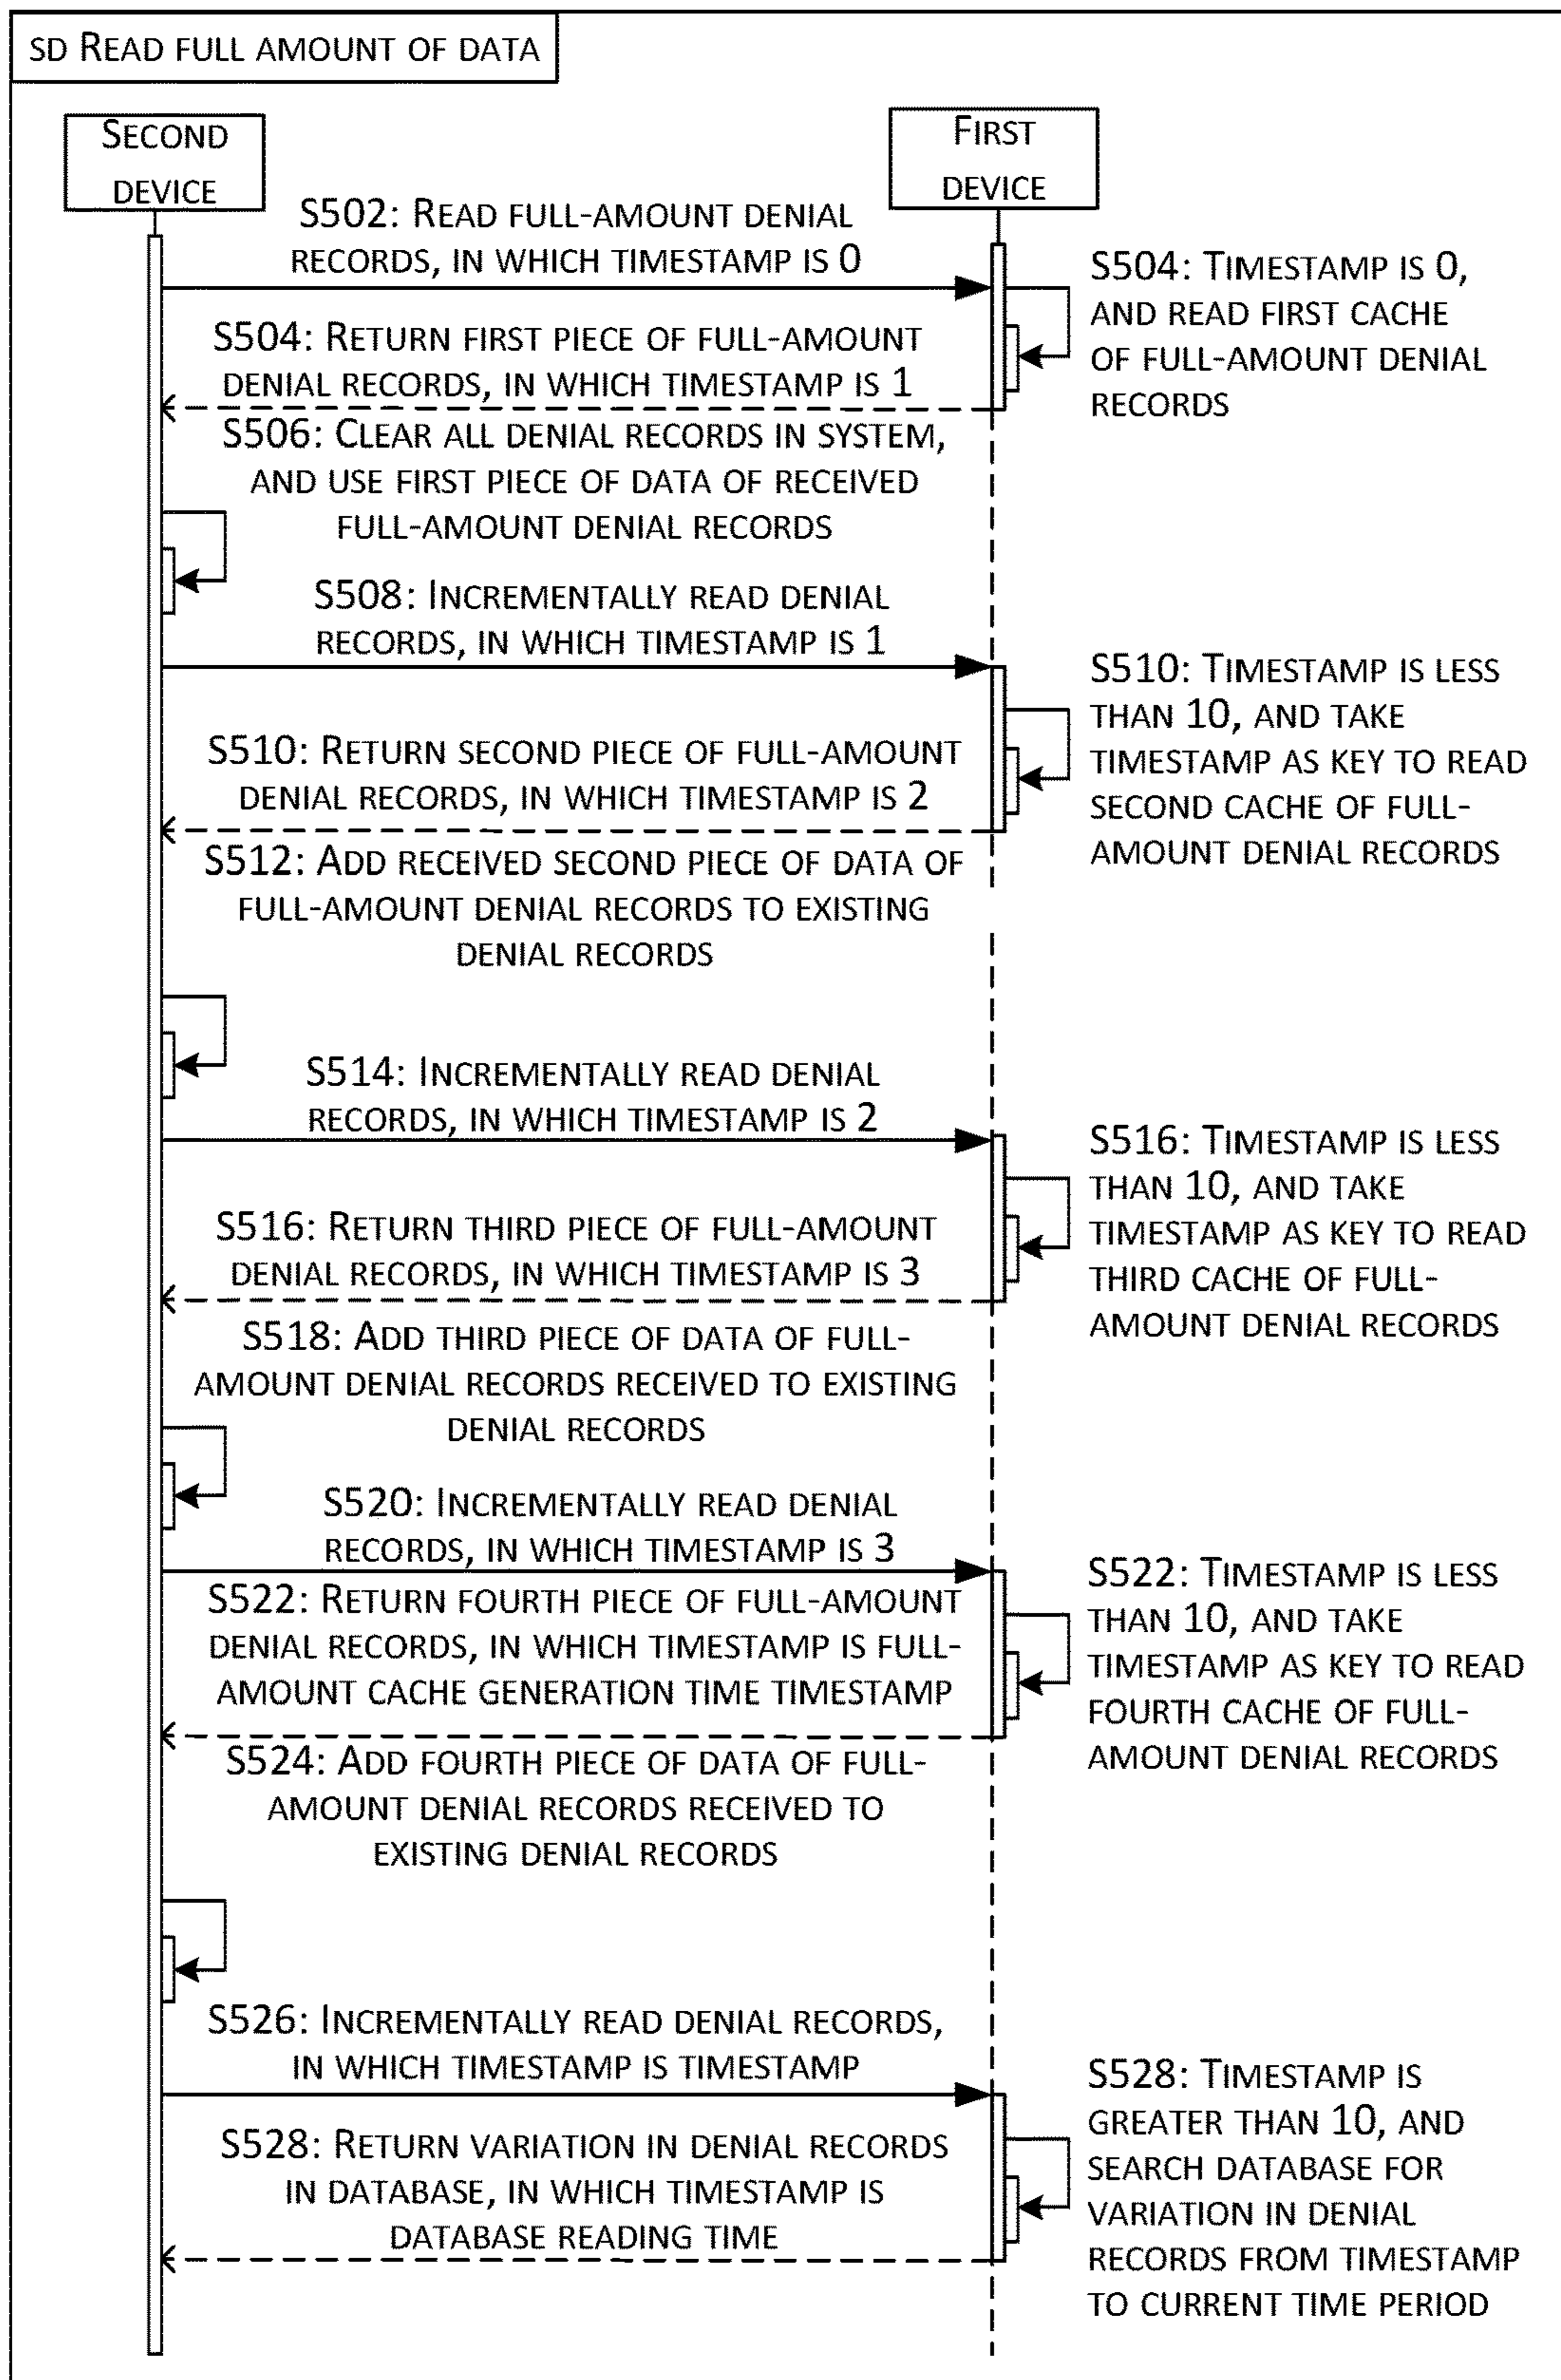 SD READ FULL AMOUNT OF DATA
SECOND
DEVICE
FIRST
DEVICE
S502: READ FULL-AMOUNT DENIAL
RECORDS, IN WHICH TIMESTAMP IS 0
S504: TIMESTAMP IS 0,
AND READ FIRST CACHE
OF FULL-AMOUNT DENIAL
RECORDS
S504: RETURN FIRST PIECE OF FULL-AMOUNT
DENIAL RECORDS, IN WHICH TIMESTAMP IS 1
S506: CLEAR ALL DENIAL RECORDS IN SYSTEM,
AND USE FIRST PIECE OF DATA OF RECEIVED
FULL-AMOUNT DENIAL RECORDS
S508: INCREMENTALLY READ DENIAL
RECORDS, IN WHICH TIMESTAMP IS 1
S510: TIMESTAMP IS LESS
THAN 10, AND TAKE
TIMESTAMP AS KEY TO READ
SECOND CACHE OF FULL-
AMOUNT DENIAL RECORDS
S510: RETURN SECOND PIECE OF FULL-AMOUNT
DENIAL RECORDS, IN WHICH TIMESTAMP IS 2
S512: ADD RECEIVED SECOND PIECE OF DATA OF
FULL-AMOUNT DENIAL RECORDS TO EXISTING
DENIAL RECORDS
S514: INCREMENTALLY READ DENIAL
RECORDS, IN WHICH TIMESTAMP IS 2
S516: TIMESTAMP IS LESS
THAN 10, AND TAKE
TIMESTAMP AS KEY TO READ
THIRD CACHE OF FULL-
AMOUNT DENIAL RECORDS
S516: RETURN THIRD PIECE OF FULL-AMOUNT
DENIAL RECORDS, IN WHICH TIMESTAMP IS 3
S518: ADD THIRD PIECE OF DATA OF FULL-
AMOUNT DENIAL RECORDS RECEIVED TO EXISTING
DENIAL RECORDS
S520: INCREMENTALLY READ DENIAL
RECORDS, IN WHICH TIMESTAMP IS 3
S522: TIMESTAMP IS LESS
THAN 10, AND TAKE
TIMESTAMP AS KEY TO READ
FOURTH CACHE OF FULL-
AMOUNT DENIAL RECORDS
S522: RETURN FOURTH PIECE OF FULL-AMOUNT
DENIAL RECORDS, IN WHICH TIMESTAMP IS FULL-
AMOUNT CACHE GENERATION TIME TIMESTAMP
S524: ADD FOURTH PIECE OF DATA OF FULL-
AMOUNT DENIAL RECORDS RECEIVED TO
EXISTING DENIAL RECORDS
S526: INCREMENTALLY READ DENIAL RECORDS,
IN WHICH TIMESTAMP IS TIMESTAMP
S528: TIMESTAMP IS
GREATER THAN 10, AND
SEARCH DATABASE FOR
VARIATION IN DENIAL
RECORDS FROM TIMESTAMP
TO CURRENT TIME PERIOD
S528: RETURN VARIATION IN DENIAL RECORDS
IN DATABASE, IN WHICH TIMESTAMP IS
DATABASE READING TIME